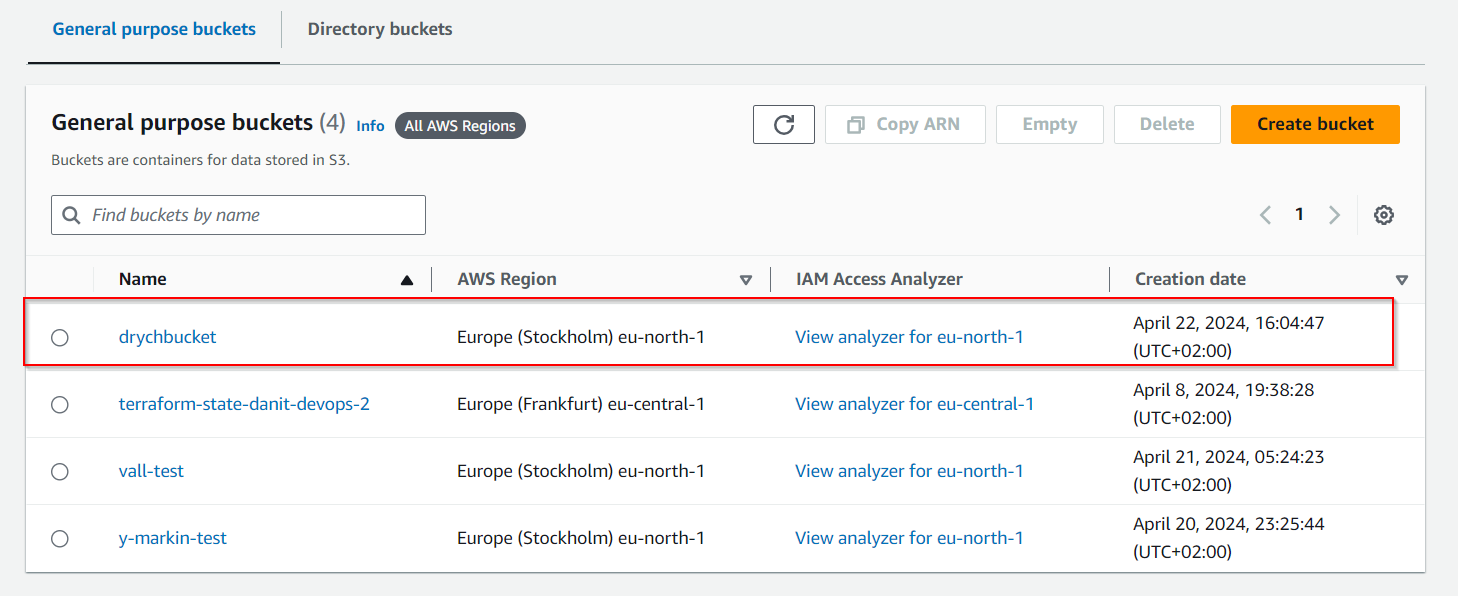 General purpose buckets Directory buckets
General purpose buckets (4) Info All AWS Regions Copy ARN Empty Delete Create bucket
Buckets are containers for data stored in S3.
Find buckets by name 1
Name AWS Region IAM Access Analyzer Creation date
drychbucket Europe (Stockholm) eu-north-1 View analyzer for eu-north-1 April 22, 2024, 16:04:47
(UTC+02:00)
terraform-state-danit-devops-2 Europe (Frankfurt) eu-central-1 View analyzer for eu-central-1 April 8, 2024, 19:38:28
(UTC+02:00)
vall-test Europe (Stockholm) eu-north-1 View analyzer for eu-north-1 April 21, 2024, 05:24:23
(UTC+02:00)
y-markin-test Europe (Stockholm) eu-north-1 View analyzer for eu-north-1 April 20, 2024, 23:25:44
(UTC+02:00)